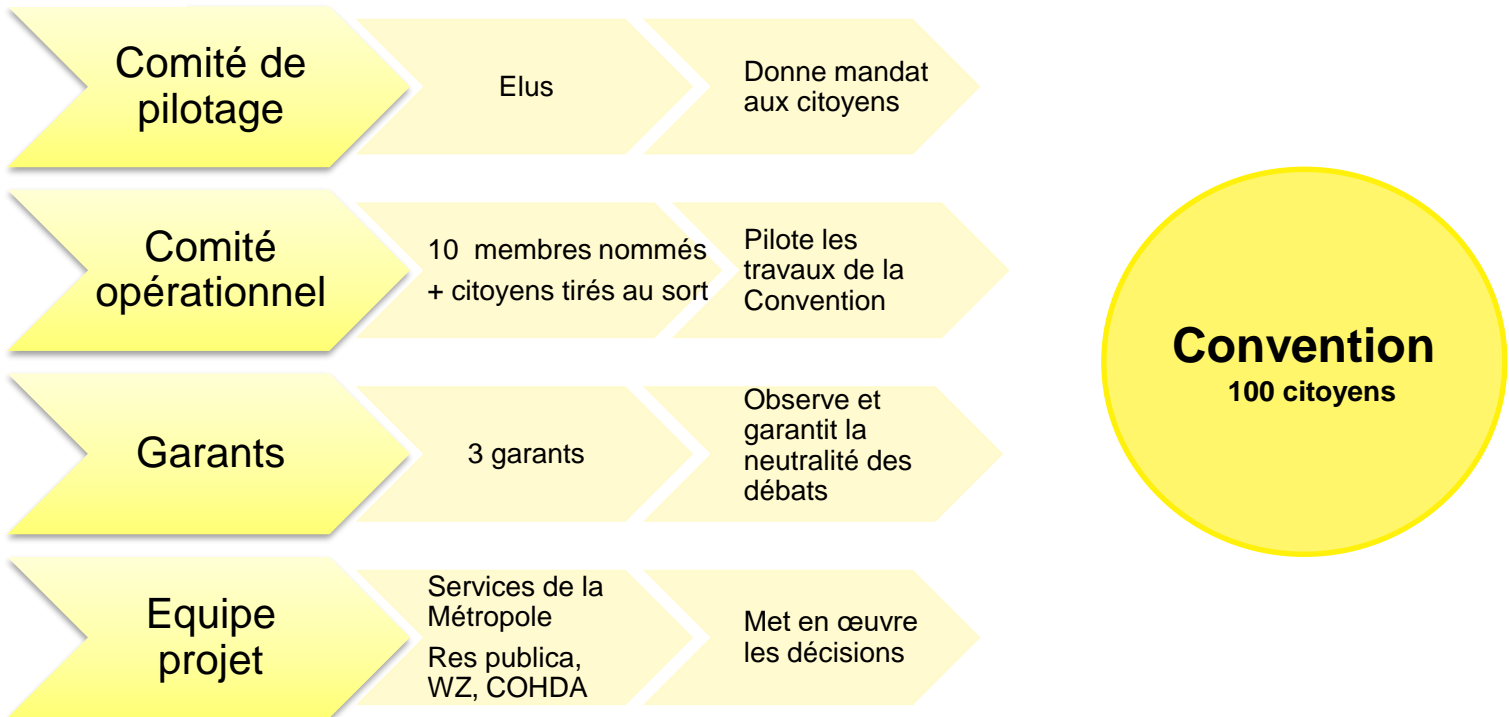 Comité de
pilotage
Elus
Donne mandat
aux citoyens
Comité
opérationnel
10 membres nommés
+ citoyens tirés au sort
Pilote les
travaux de la
Convention
Garants
3 garants
Observe et
garantit la
neutralité des
débats
Equipe
projet
Services de la
Métropole
Res publica,
WZ, COHDA
Met en œuvre
les décisions
Convention
100 citoyens